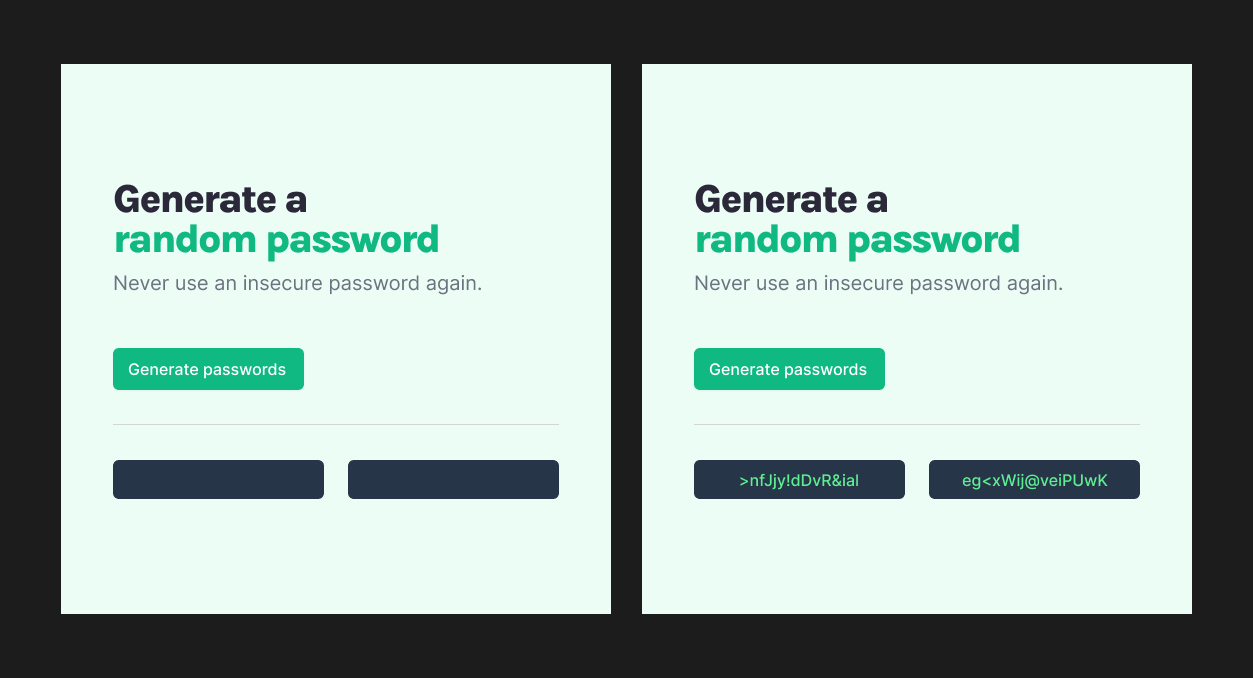 Generate a
random password
Never use an insecure password again.
Generate passwords
Generate a
random password
Never use an insecure password again.
Generate passwords
>nfJjy!dDvR&ial
eg<xWij@veiPUwK